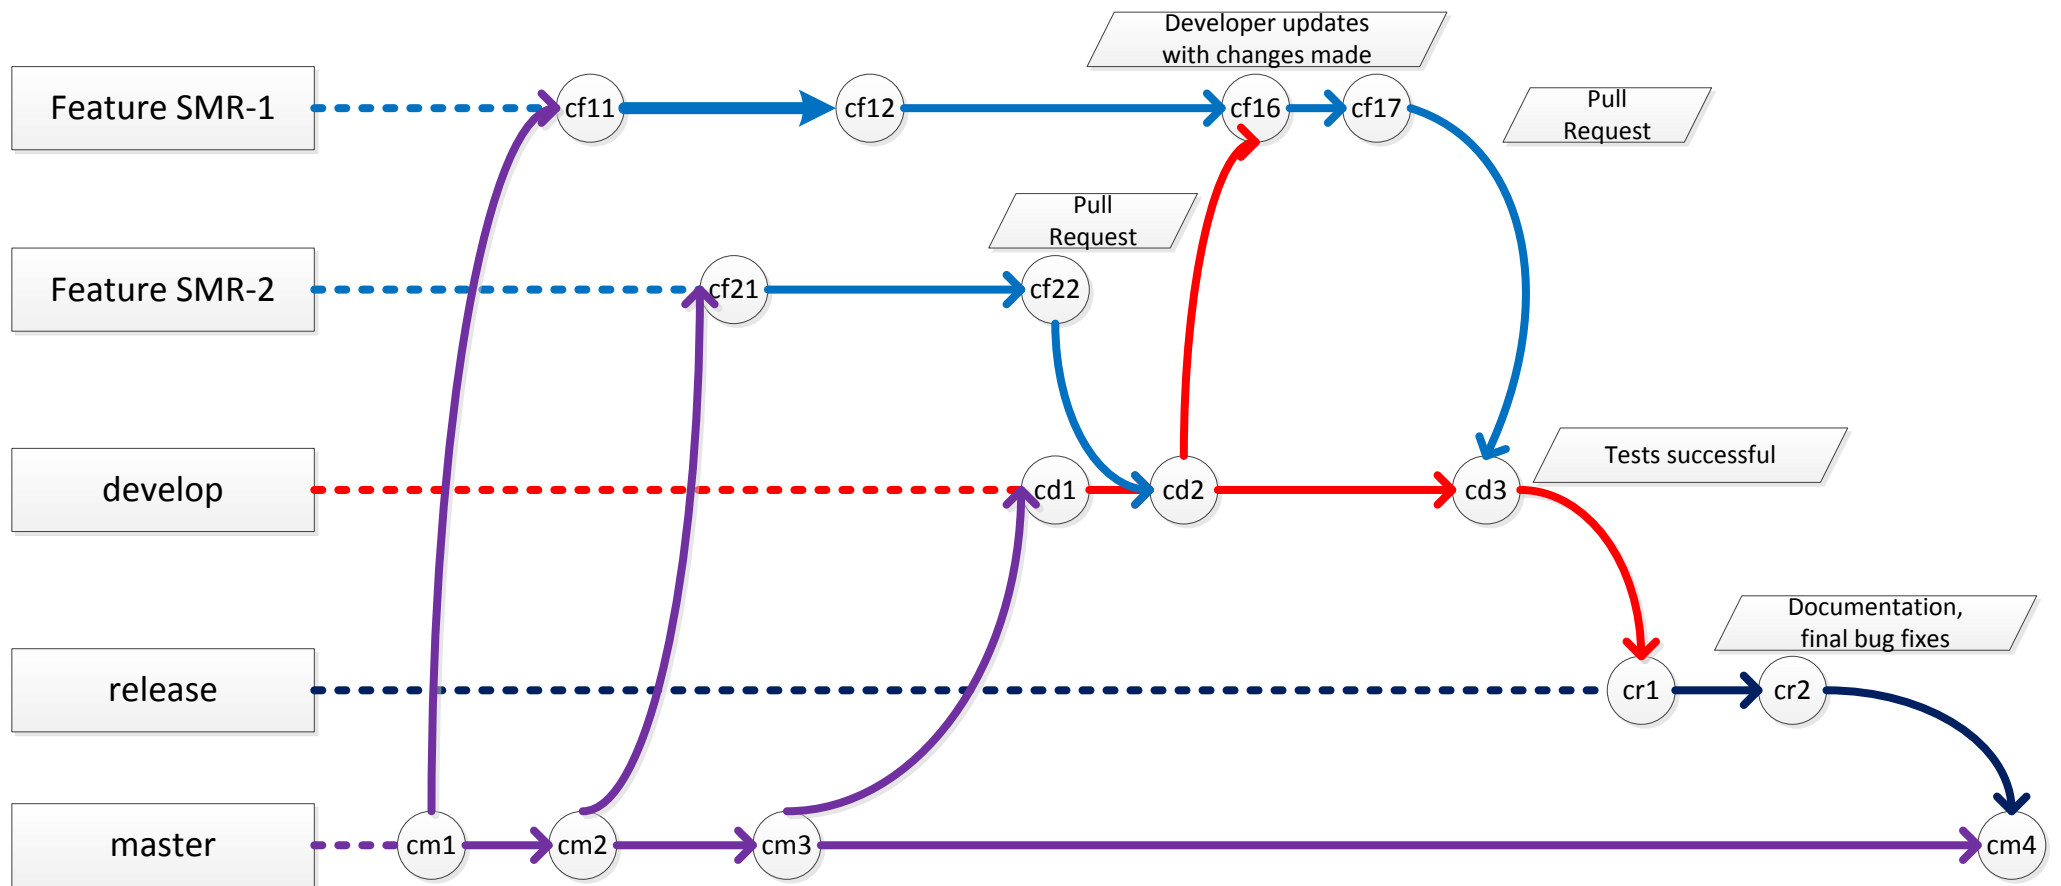 Developer updates
with changes made
Feature SMR-1
cf11
cf12
cf16
cf17
Pull
Request
Pull
Request
Feature SMR-2
cf21
cf22
Tests successful
develop
cd1
cd2
cd3
Documentation,
final bug fixes
release
cr1
cr2
master
cm1
cm2
cm3
cm4